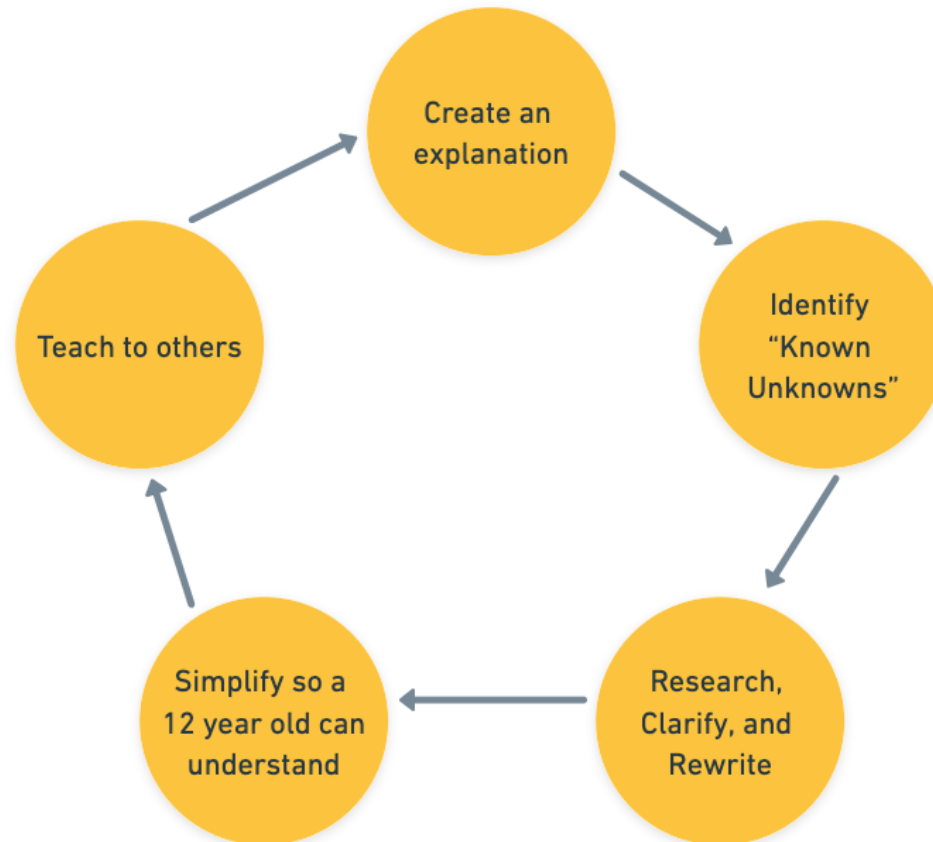 Create an
explanation
Identify
“Known
Unknowns”
Research,
Clarify, and
Rewrite
Simplify so a
12 year old can
understand
Teach to others